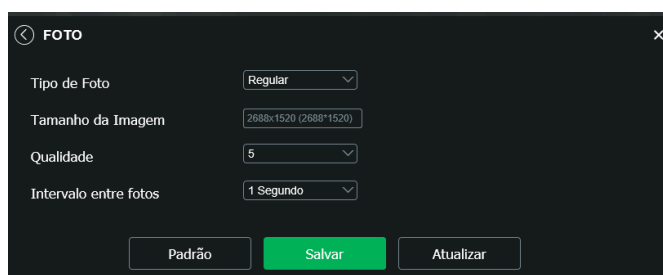 FOTO
Tipo de Foto Regular
Tamanho da Imagem 2688x1520 (2688*1520)
Qualidade 5
Intervalo entre fotos 1 Segundo
Padrão Salvar Atualizar